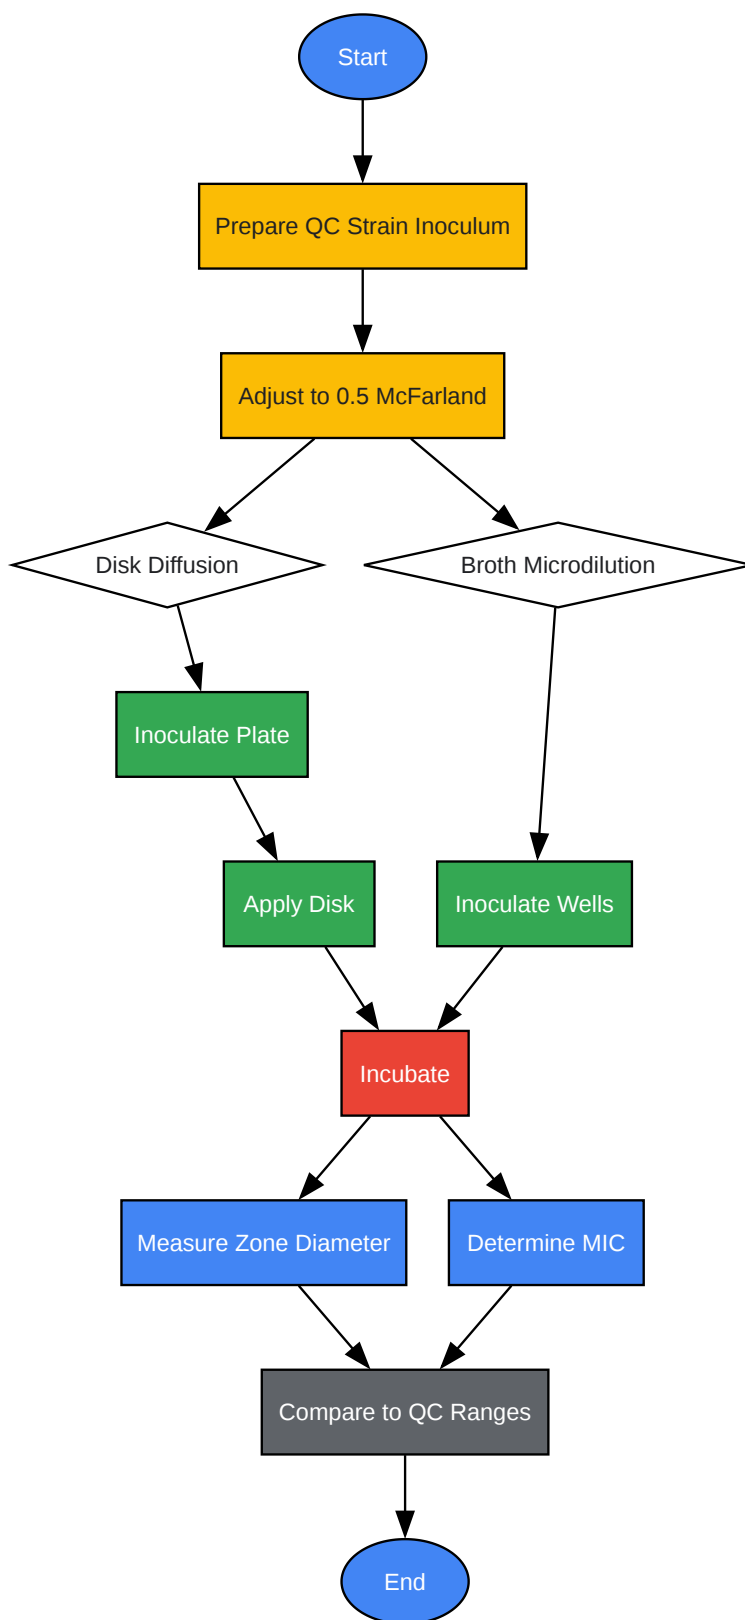 Start
Prepare QC Strain Inoculum
Adjust to 0.5 McFarland
Disk Diffusion
Broth Microdilution
Inoculate Plate
Apply Disk
Inoculate Wells
Incubate
Measure Zone Diameter
Determine MIC
Compare to QC Ranges
End